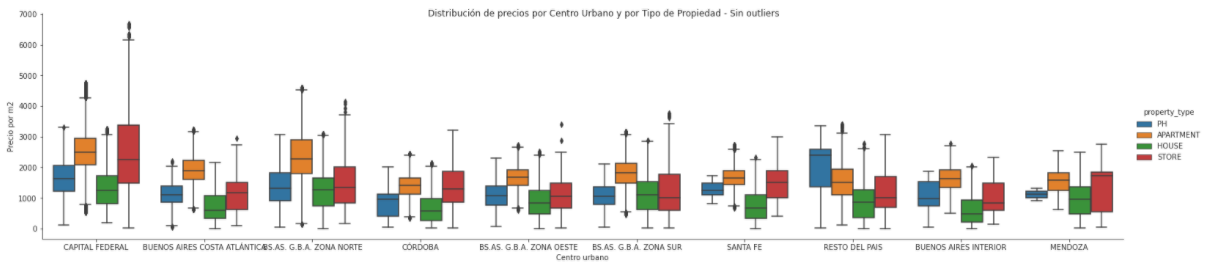 Distribución de precios por Centro Urbano y por Tipo de Propiedad - Sin outliers
7000
6000
5000
4000
3000
2000
1000
0
Precio por m2
CAPITAL FEDERAL
BUENOS AIRES COSTA ATLÁNTICA
BS.AS. G.B.A. ZONA NORTE
CÓRDOBA
BS.AS. G.B.A. ZONA OESTE
BS.AS. G.B.A. ZONA SUR
SANTA FE
RESTO DEL PAIS
BUENOS AIRES INTERIOR
MENDOZA
Centro urbano
property_type
PH
APARTMENT
HOUSE
STORE